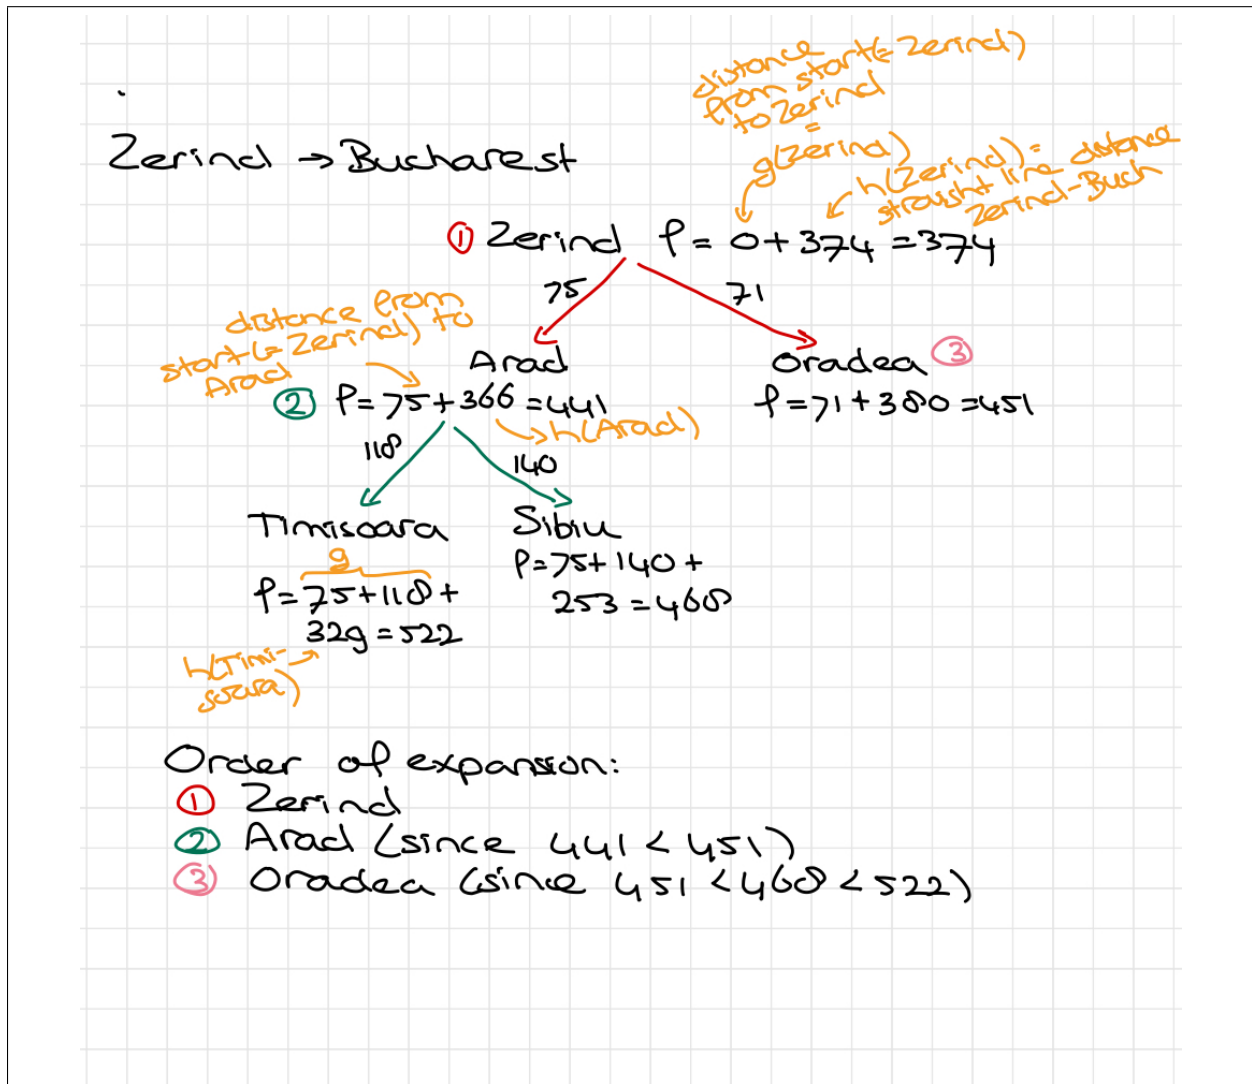 distance
from start(=Zerind)
to Zerind
=
g(Zerind)
Zerind → Bucharest
h(Zerind) =
straight line distance
Zerind-Buch
① Zerind f = 0 + 374 = 374
75
71
distance from
start(=Zerind) to
Arad
Arad
Oradea ③
② f = 75 + 366 = 441
f = 71 + 380 = 451
h(Arad)
118
140
Timisoara
Sibiu
g
f = 75 + 140 +
253 = 468
f = 75 + 118 +
329 = 522
h(Timi-
soara)
Order of expansion:
① Zerind
② Arad (since 441 < 451)
③ Oradea (since 451 < 468 < 522)